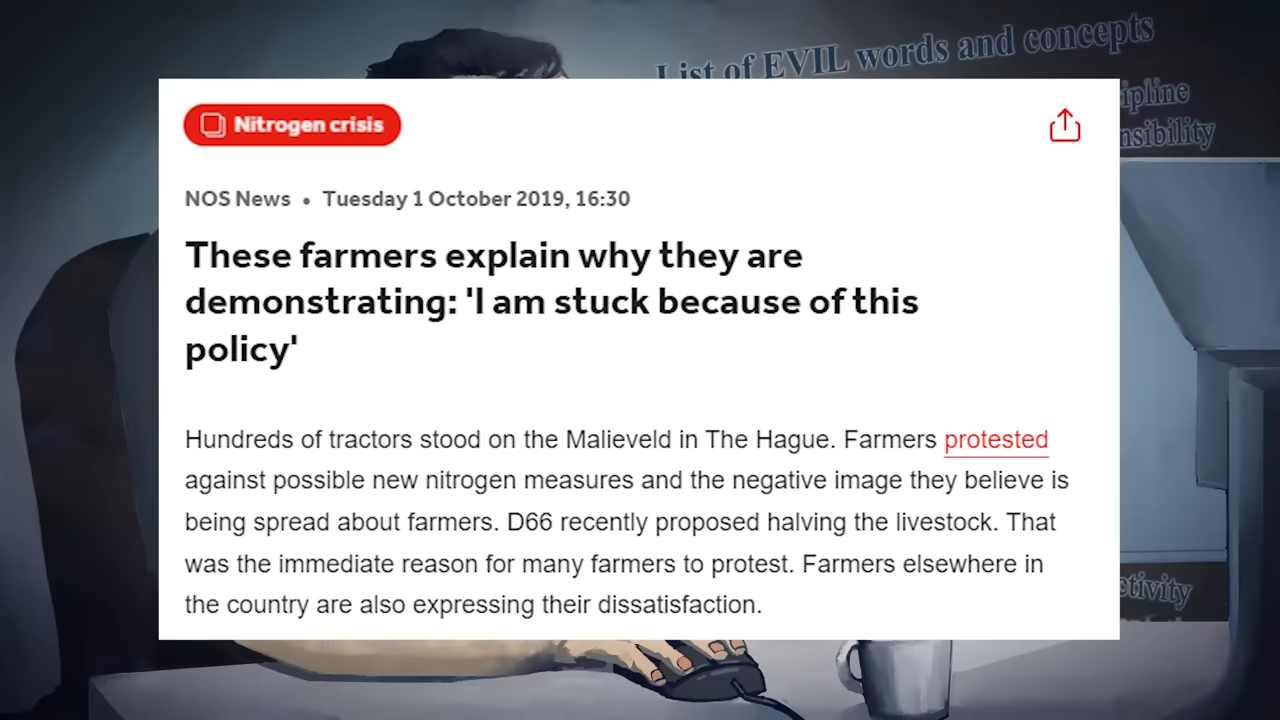 List of EVIL words and concepts
Nitrogen crisis
NOS News • Tuesday 1 October 2019, 16:30
These farmers explain why they are
demonstrating: 'I am stuck because of this
policy'
Hundreds of tractors stood on the Malieveld in The Hague. Farmers protested
against possible new nitrogen measures and the negative image they believe is
being spread about farmers. D66 recently proposed halving the livestock. That
was the immediate reason for many farmers to protest. Farmers elsewhere in
the country are also expressing their dissatisfaction.